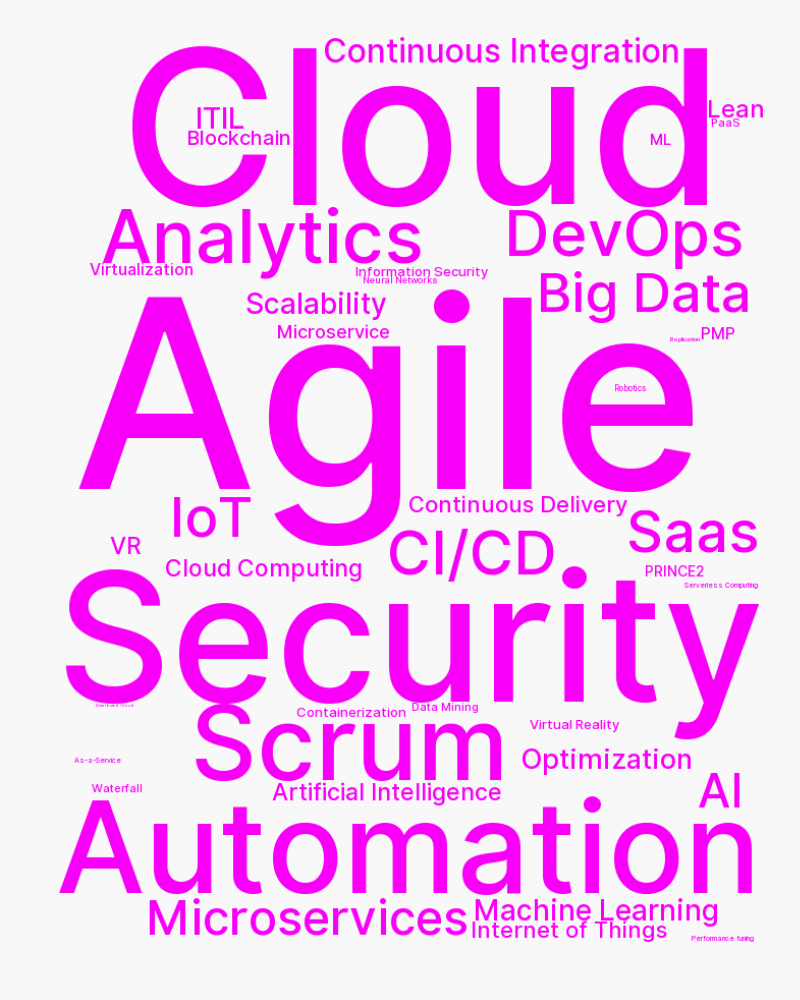 Continuous Integration
Cloud
Lean
ITIL
PaaS
Blockchain
ML
Analytics
DevOps
Virtualization
Information Security
Neural Networks
Big Data
Scalability
Microservice
PMP
Replication
Agile
Robotics
IoT
Continuous Delivery
Saas
VR
CI/CD
Cloud Computing
PRINCE2
Serverless Computing
Security
Containerization
Data Mining
Scrum
Virtual Reality
As-a-Service
Optimization
Waterfall
Artificial Intelligence
AI
Automation
Microservices
Machine Learning
Internet of Things
Performance tuning